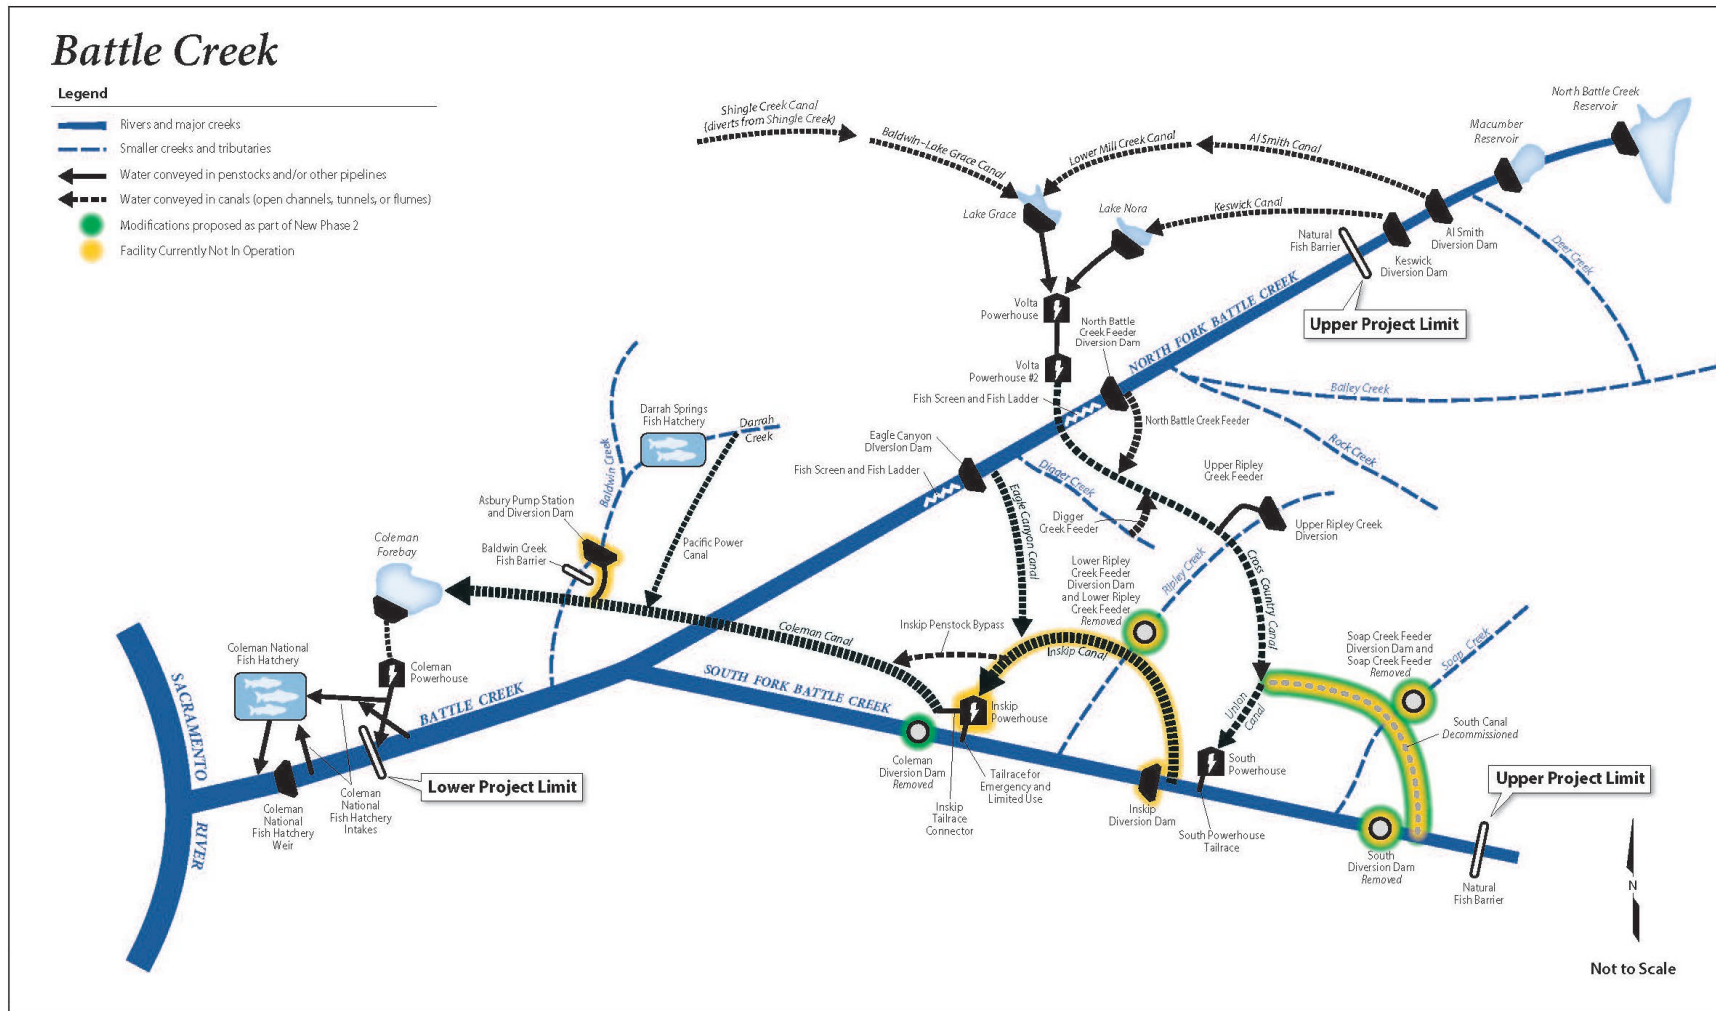 Battle Creek
Legend
Rivers and major creeks
Smaller creeks and tributaries
Water conveyed in penstocks and/or other pipelines
Water conveyed in canals (open channels, tunnels, or flumes)
Modifications proposed as part of New Phase 2
Facility Currently Not In Operation
Shingle Creek Canal
(diverts from Shingle Creek)
Baldwin–Lake Grace Canal
Lower Mill Creek Canal
Al Smith Canal
North Battle Creek
Reservoir
Macumber
Reservoir
Lake Grace
Lake Nora
Keswick Canal
Natural
Fish Barrier
Al Smith
Diversion Dam
Keswick
Diversion Dam
Deer Creek
Upper Project Limit
Volta
Powerhouse
North Battle
Creek Feeder
Diversion Dam
NORTH FORK BATTLE CREEK
Volta
Powerhouse #2
Fish Screen and Fish Ladder
Bailey Creek
North Battle Creek Feeder
Rock Creek
Darrah Springs
Fish Hatchery
Darrah
Creek
Baldwin Creek
Eagle Canyon
Diversion Dam
Fish Screen and Fish Ladder
Digger Creek
Eagle Canyon Canal
Upper Ripley
Creek Feeder
Digger
Creek Feeder
Upper Ripley Creek
Diversion
Asbury Pump Station
and Diversion Dam
Baldwin Creek
Fish Barrier
Pacific Power
Canal
Coleman
Forebay
Lower Ripley
Creek Feeder
Diversion Dam
and Lower Ripley
Creek Feeder
Removed
Ripley Creek
Cross Country Canal
Coleman Canal
Inskip Penstock Bypass
Inskip Canal
Soap Creek Feeder
Diversion Dam and
Soap Creek Feeder
Removed
Soap Creek
Coleman National
Fish Hatchery
Coleman
Powerhouse
SACRAMENTO
RIVER
BATTLE CREEK
SOUTH FORK BATTLE CREEK
Inskip
Powerhouse
Union
Canal
South Canal
Decommissioned
South
Powerhouse
Lower Project Limit
Upper Project Limit
Coleman
Diversion Dam
Removed
Tailrace for
Emergency and
Limited Use
Inskip
Tailrace
Connector
Inskip
Diversion Dam
South Powerhouse
Tailrace
Coleman
National
Fish Hatchery
Weir
Coleman
National
Fish Hatchery
Intakes
South
Diversion Dam
Removed
Natural
Fish Barrier
N
Not to Scale